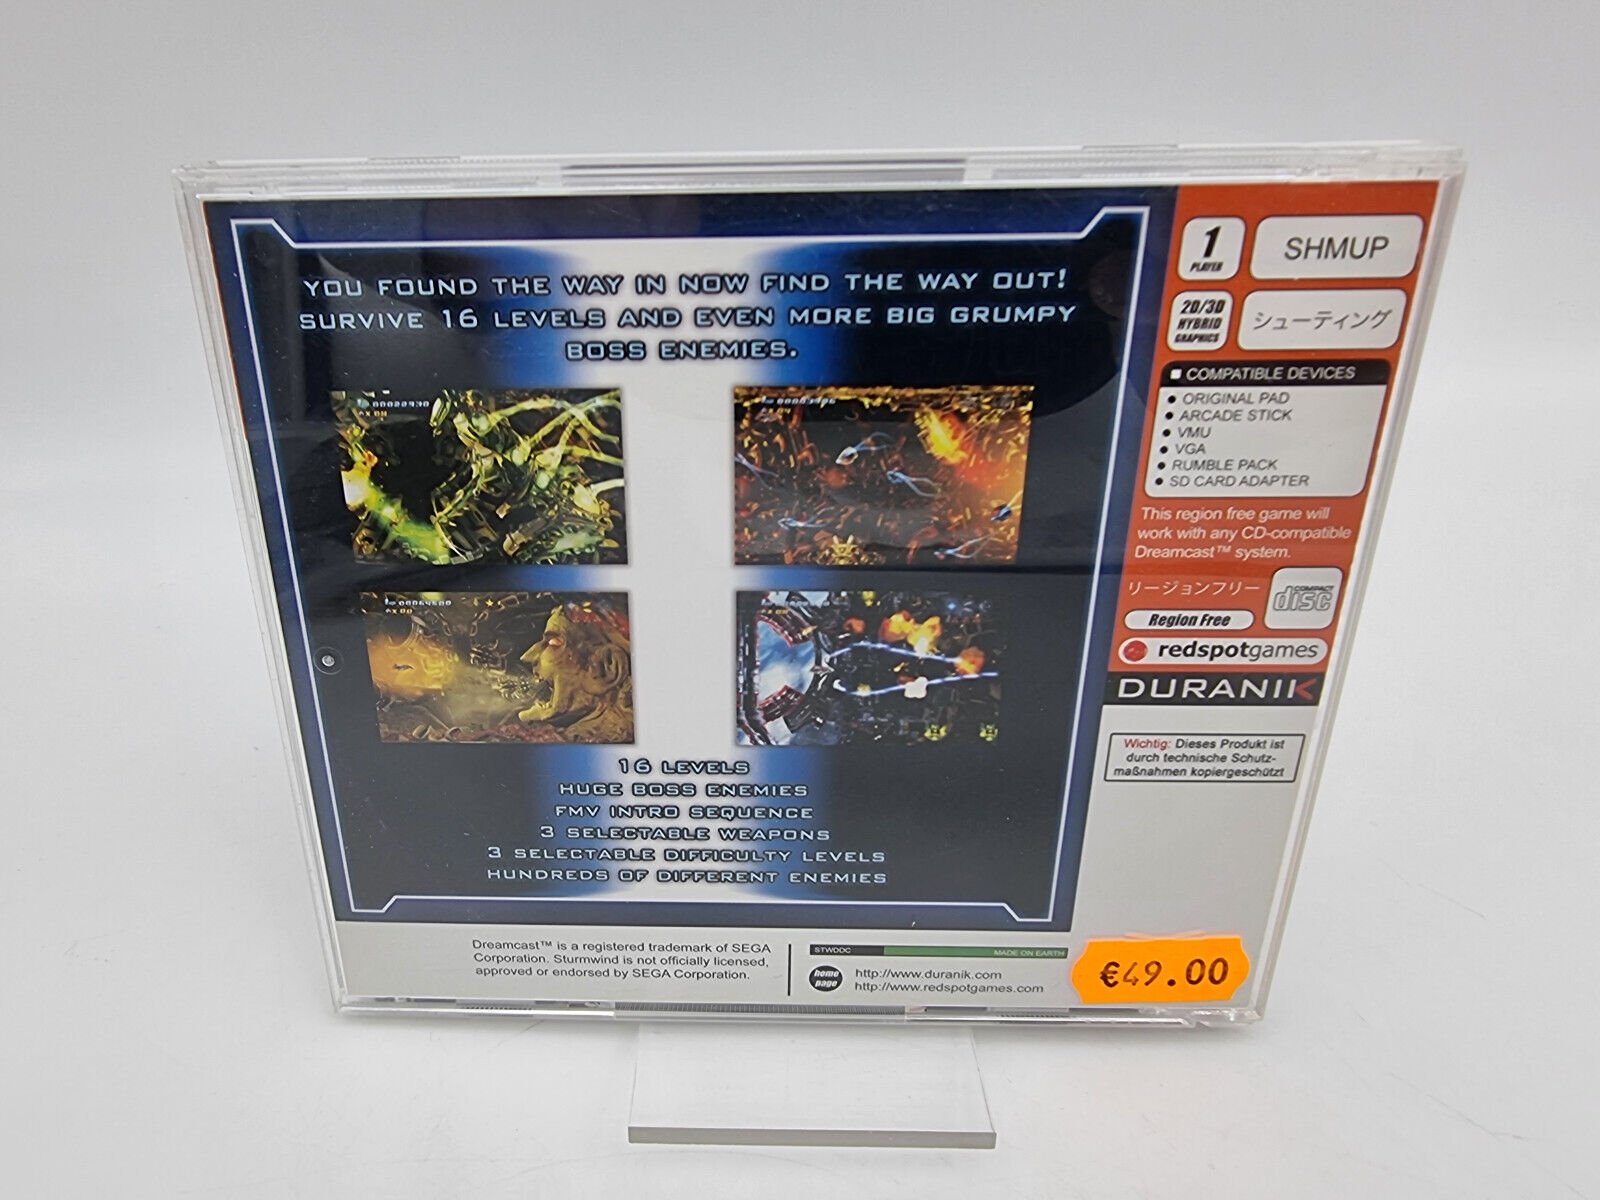 YOU FOUND THE WAY IN NOW FIND THE WAY OUT!
SURVIVE 16 LEVELS AND EVEN MORE BIG GRUMPY
BOSS ENEMIES.
16 LEVELS
HUGE BOSS ENEMIES
FMV INTRO SEQUENCE
3 SELECTABLE WEAPONS
3 SELECTABLE DIFFICULTY LEVELS
HUNDREDS OF DIFFERENT ENEMIES
1
PLAYER
SHMUP
2D/3D
HYBRID
GRAPHICS
シューティング
COMPATIBLE DEVICES
ORIGINAL PAD
ARCADE STICK
VMU
VGA
RUMBLE PACK
SD CARD ADAPTER
This region free game will
work with any CD-compatible
Dreamcast™ system.
リージョンフリー
Region Free
COMPACT
disc
redspotgames
DURANIK
Wichtig: Dieses Produkt ist
durch technische Schutz-
maßnahmen kopiergeschützt
Dreamcast™ is a registered trademark of SEGA
Corporation. Sturmwind is not officially licensed,
approved or endorsed by SEGA Corporation.
STWDDC
MADE ON EARTH
home
page
http://www.duranik.com
http://www.redspotgames.com
€49.00